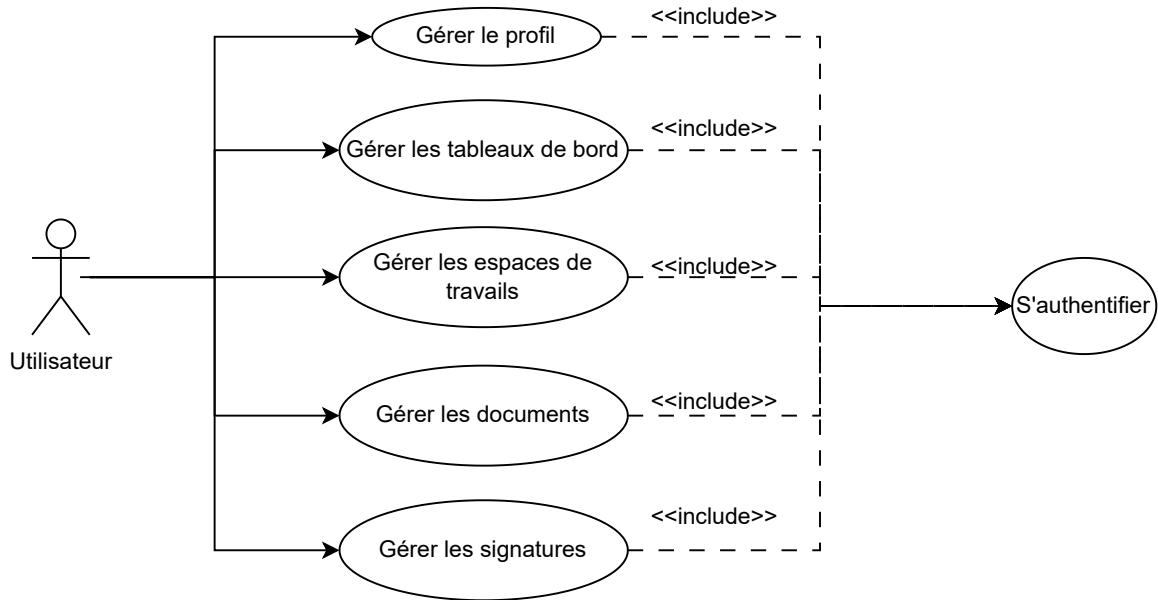 <<include>>
Gérer le profil
<<include>>
Gérer les tableaux de bord
<<include>>
Gérer les espaces de
travails
S'authentifier
Utilisateur
<<include>>
Gérer les documents
<<include>>
Gérer les signatures